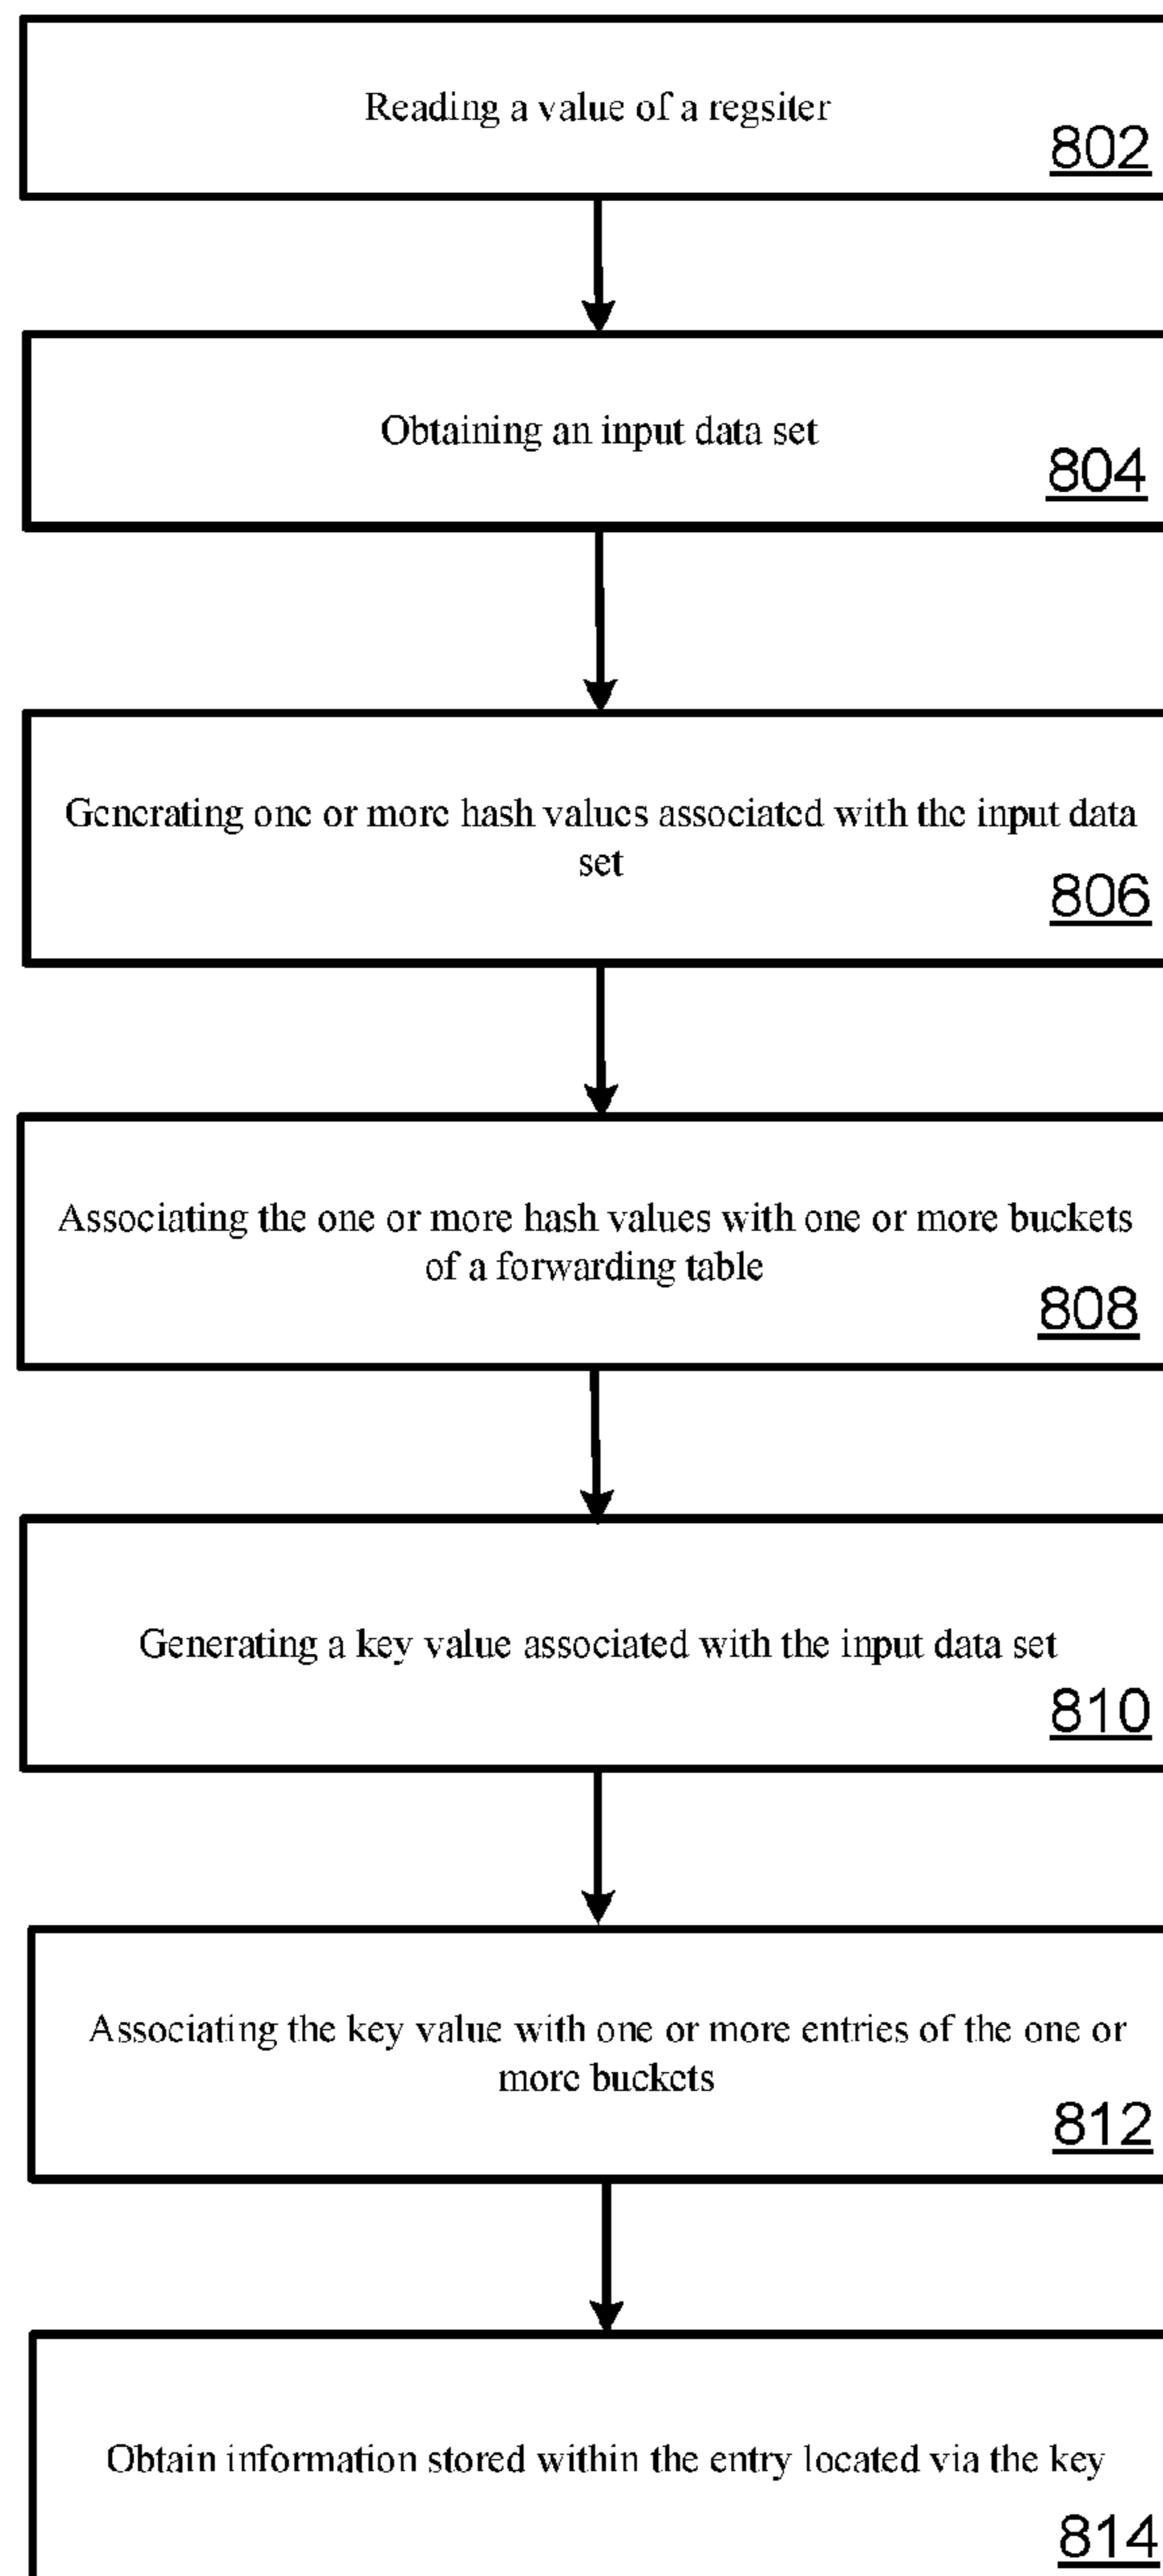 Reading a value of a regsiter
802
Obtaining an input data set
804
Generating one or more hash values associated with the input data
set
806
Associating the one or more hash values with one or more buckets
of a forwarding table
808
Generating a key value associated with the input data set
810
Associating the key value with one or more entries of the one or
more buckets
812
Obtain information stored within the entry located via the key
814